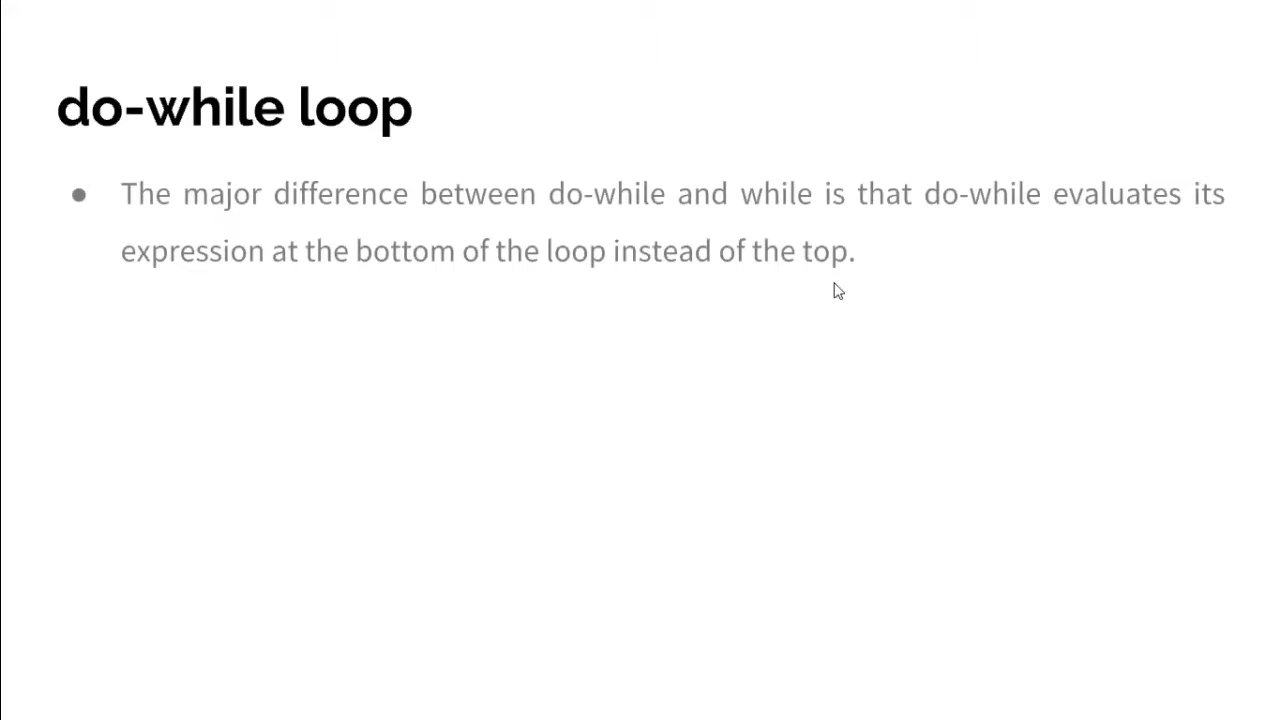 do-while loop
● The major difference between do-while and while is that do-while evaluates its
expression at the bottom of the loop instead of the top.